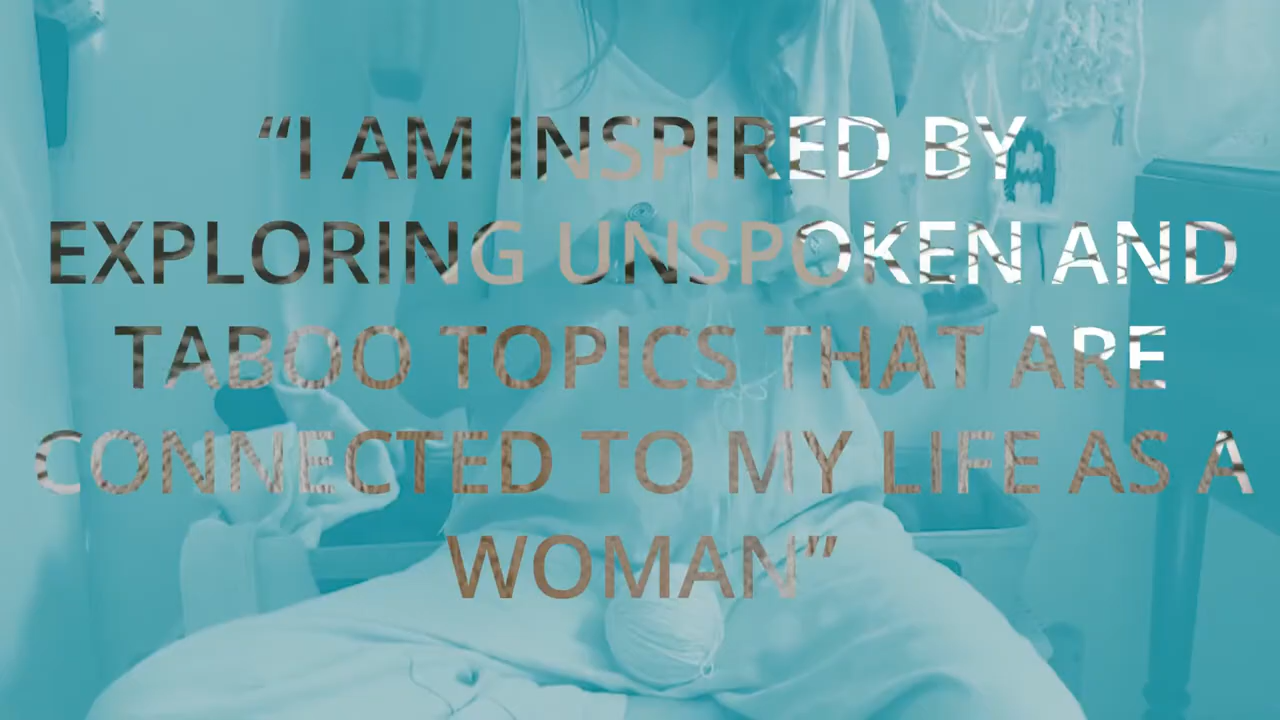 “I AM INSPIRED BY
EXPLORING UNSPOKEN AND
TABOO TOPICS THAT ARE
CONNECTED TO MY LIFE AS A
WOMAN”